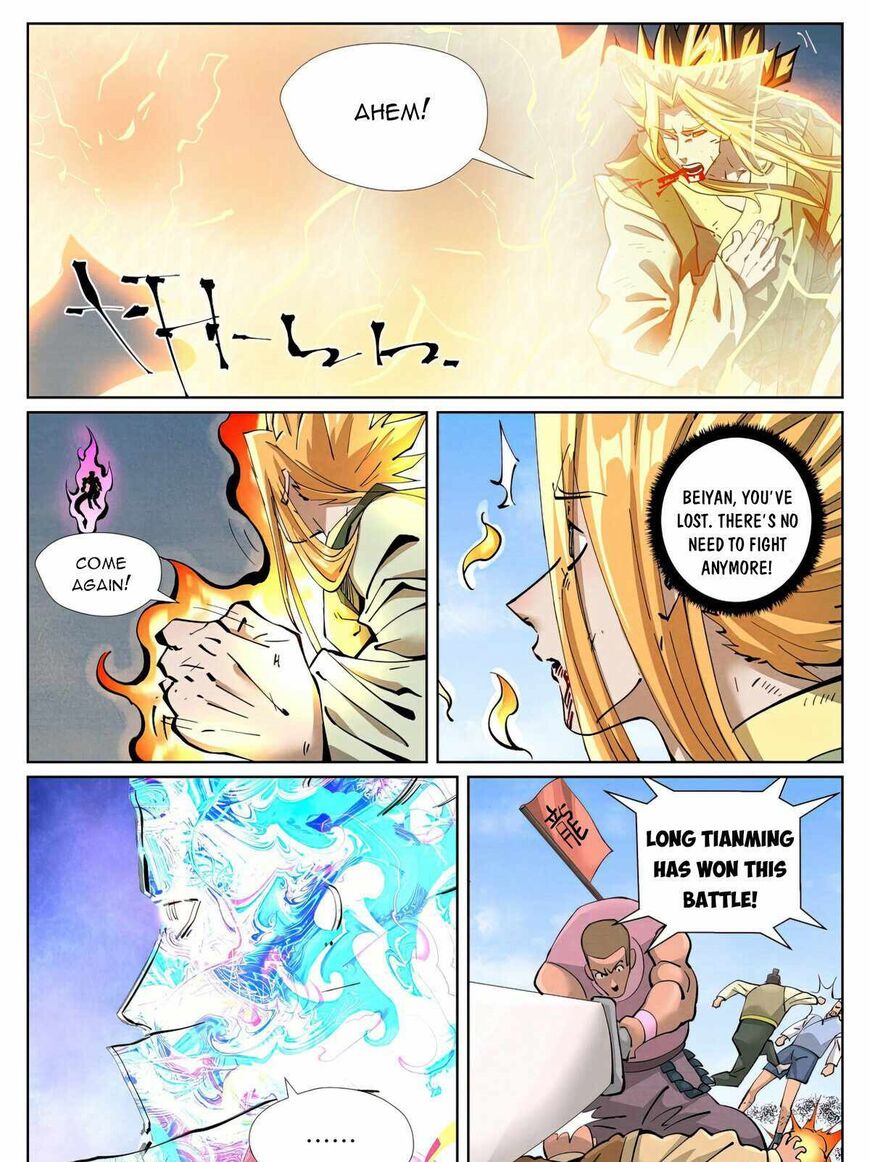 AHEM!
COME
AGAIN!
BEIYAN, YOU'VE
LOST. THERE'S NO
NEED TO FIGHT
ANYMORE!
LONG TIANMING
HAS WON THIS
BATTLE!
龍
......